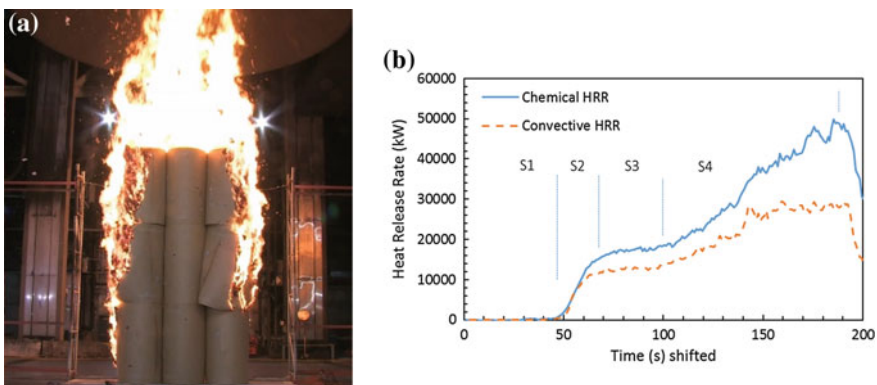 (a)
(b)
60000
50000
40000
30000
20000
10000
0
Heat Release Rate (kW)
Chemical HRR
Convective HRR
S1
S2
S3
S4
0
50
100
150
200
Time (s) shifted